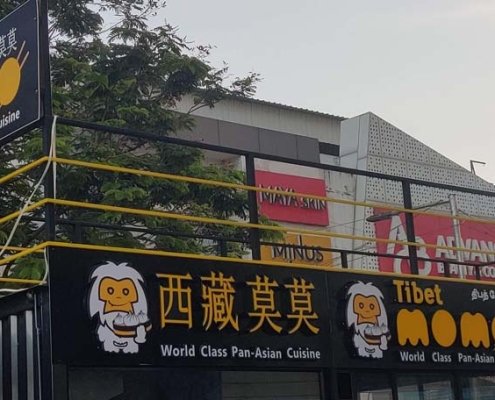 莫莫
uisine
MAYA SKIN
MINUS
西藏莫莫
World Class Pan-Asian Cuisine
Tibet
திபெத்
World Class Pan-Asian